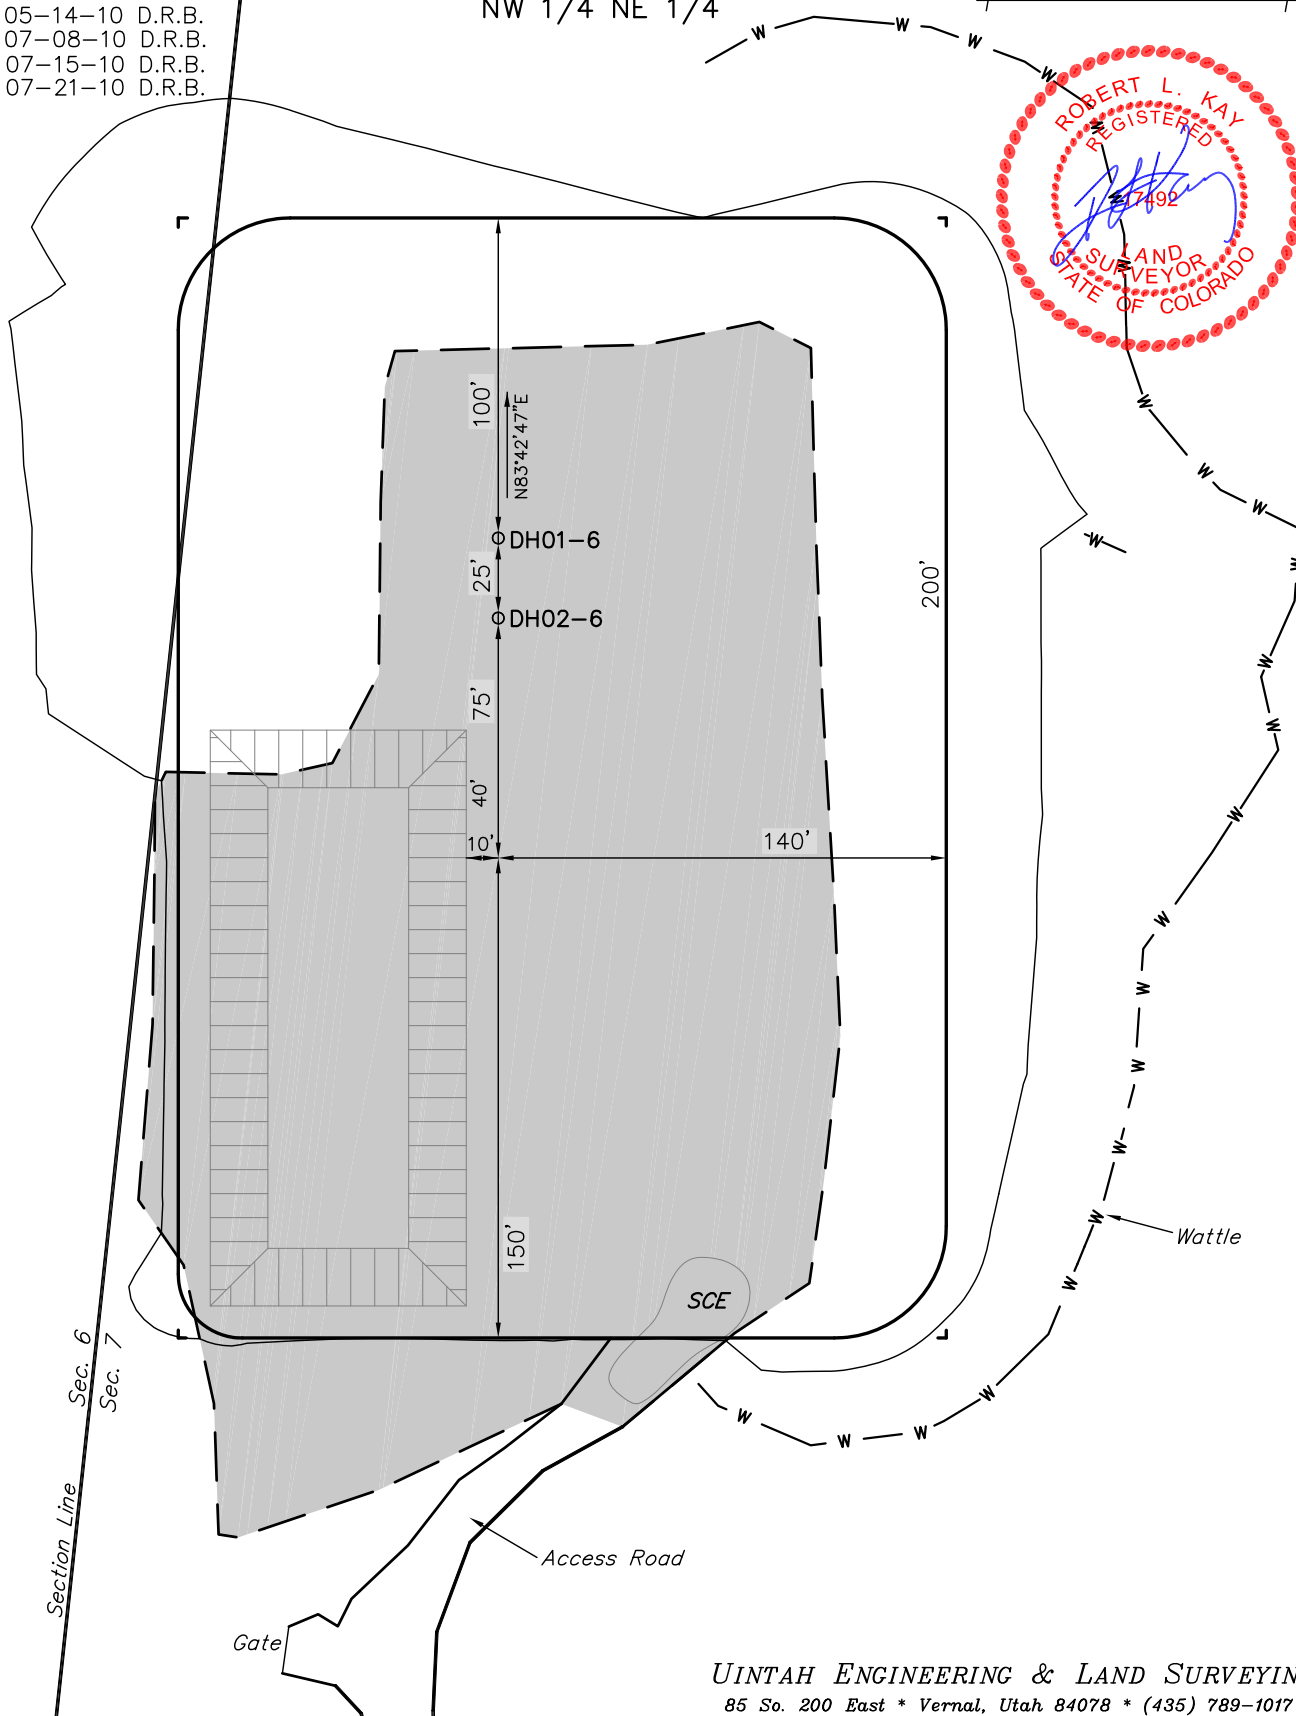 05-14-10 D.R.B.
07-08-10 D.R.B.
07-15-10 D.R.B.
07-21-10 D.R.B.
NW 1/4 NE 1/4
W W W W W W W
ROBERT L. KAY
REGISTERED
17492
LAND
SURVEYOR
STATE OF COLORADO
100'
N83°42'47"E
DH01-6
25'
DH02-6
200'
75'
40'
10'
140'
150'
SCE
Wattle
Sec. 6
Sec. 7
Section Line
Access Road
Gate
UINTAH ENGINEERING & LAND SURVEYIN
85 So. 200 East * Vernal, Utah 84078 * (435) 789-1017